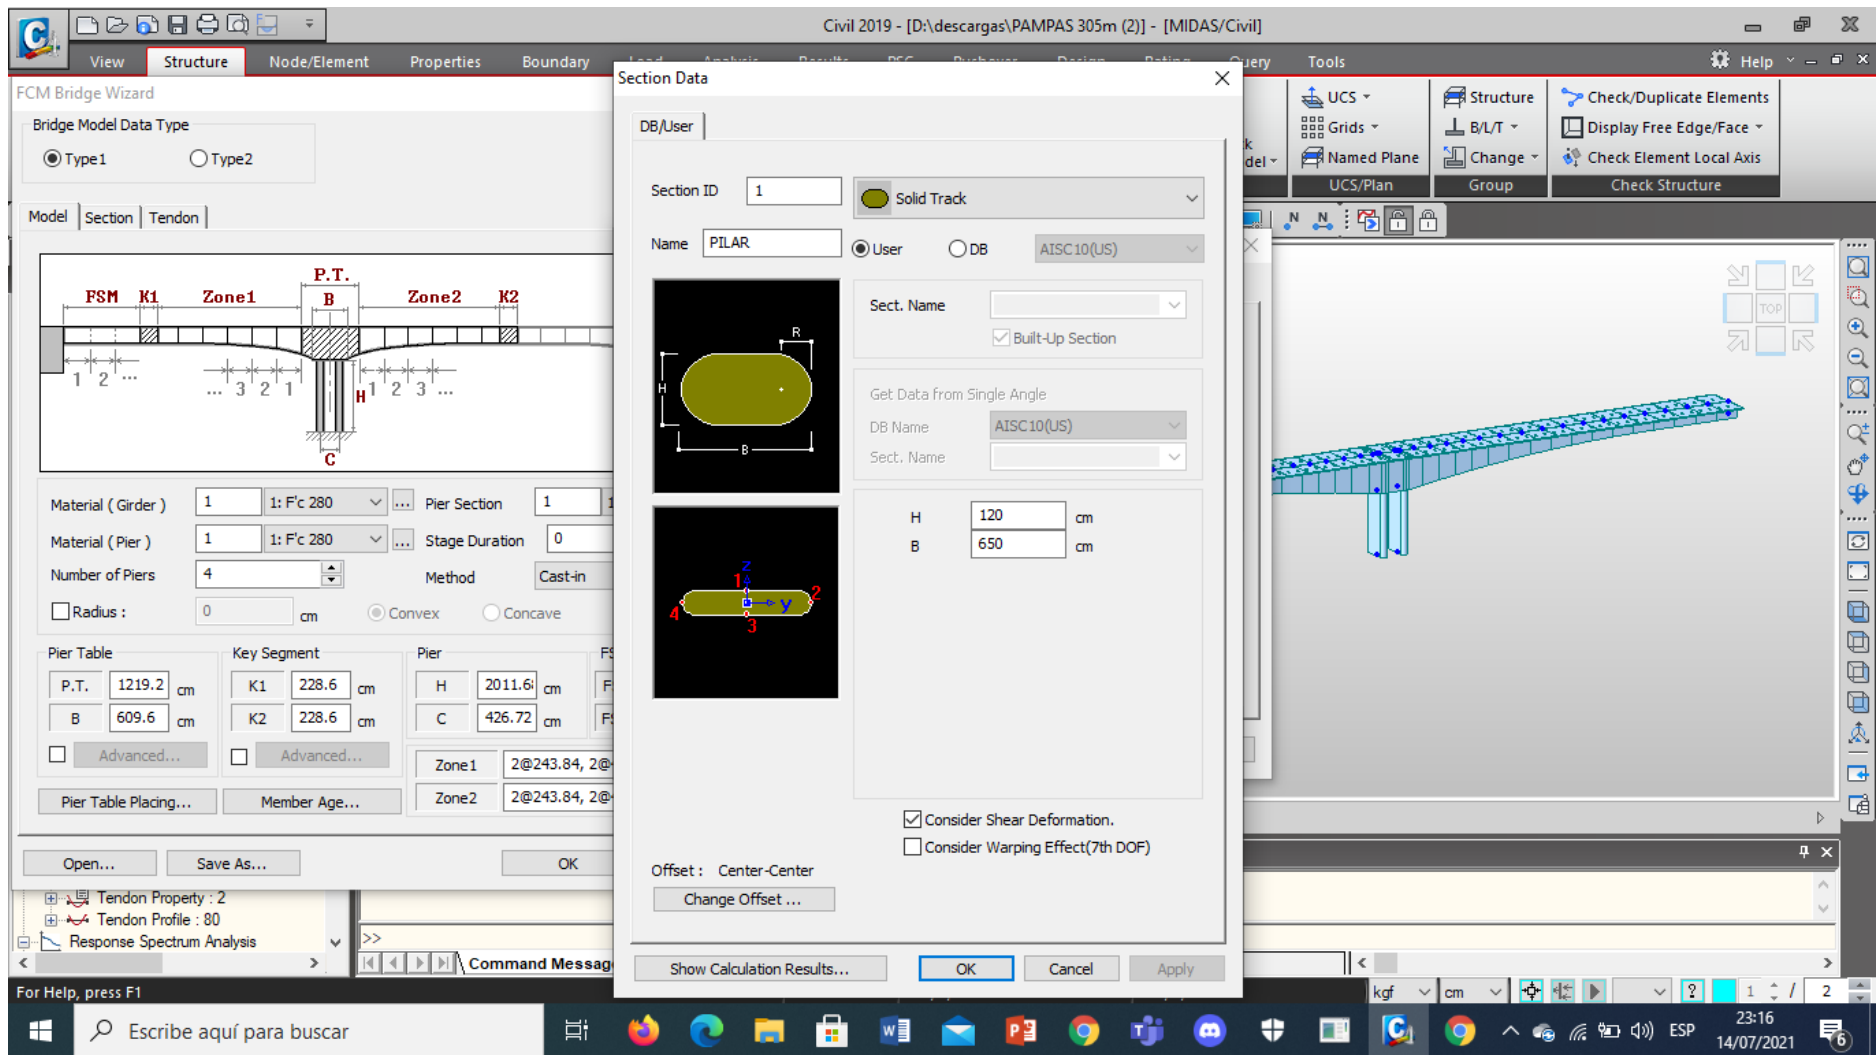 Civil 2019 - [D:\descargas\PAMPAS 305m (2)] - [MIDAS/Civil]
View Structure Node/Element Properties Boundary Query Tools Help
FCM Bridge Wizard
Bridge Model Data Type
Type1 Type2
Model Section Tendon
P.T.
FSM K1 Zone1 B Zone2 K2
1 2 ... ... 3 2 1 H 1 2 3 ...
C
Material ( Girder ) 1 1: F'c 280 ... Pier Section 1
Material ( Pier ) 1 1: F'c 280 ... Stage Duration 0
Number of Piers 4 Method Cast-in
Radius : 0 cm Convex Concave
Pier Table Key Segment Pier
P.T. 1219.2 cm K1 228.6 cm H 2011.6 cm
B 609.6 cm K2 228.6 cm C 426.72 cm
Advanced... Advanced...
Zone1 2@243.84, 2@
Zone2 2@243.84, 2@
Pier Table Placing... Member Age...
Open... Save As... OK
Tendon Property : 2
Tendon Profile : 80
Response Spectrum Analysis
>>
Command Messag
For Help, press F1
Section Data
DB/User
Section ID 1 Solid Track
Name PILAR User DB AISC10(US)
R
H
B
Sect. Name
Built-Up Section
Get Data from Single Angle
DB Name AISC10(US)
Sect. Name
H 120 cm
B 650 cm
z
1 2
y
4
3
Consider Shear Deformation.
Consider Warping Effect(7th DOF)
Offset : Center-Center
Change Offset ...
Show Calculation Results... OK Cancel Apply
UCS Structure Check/Duplicate Elements
Grids B/L/T Display Free Edge/Face
del Named Plane Change Check Element Local Axis
UCS/Plan Group Check Structure
N N
TOP
kgf cm 1 / 2
Escribe aquí para buscar
ESP
23:16
14/07/2021
6